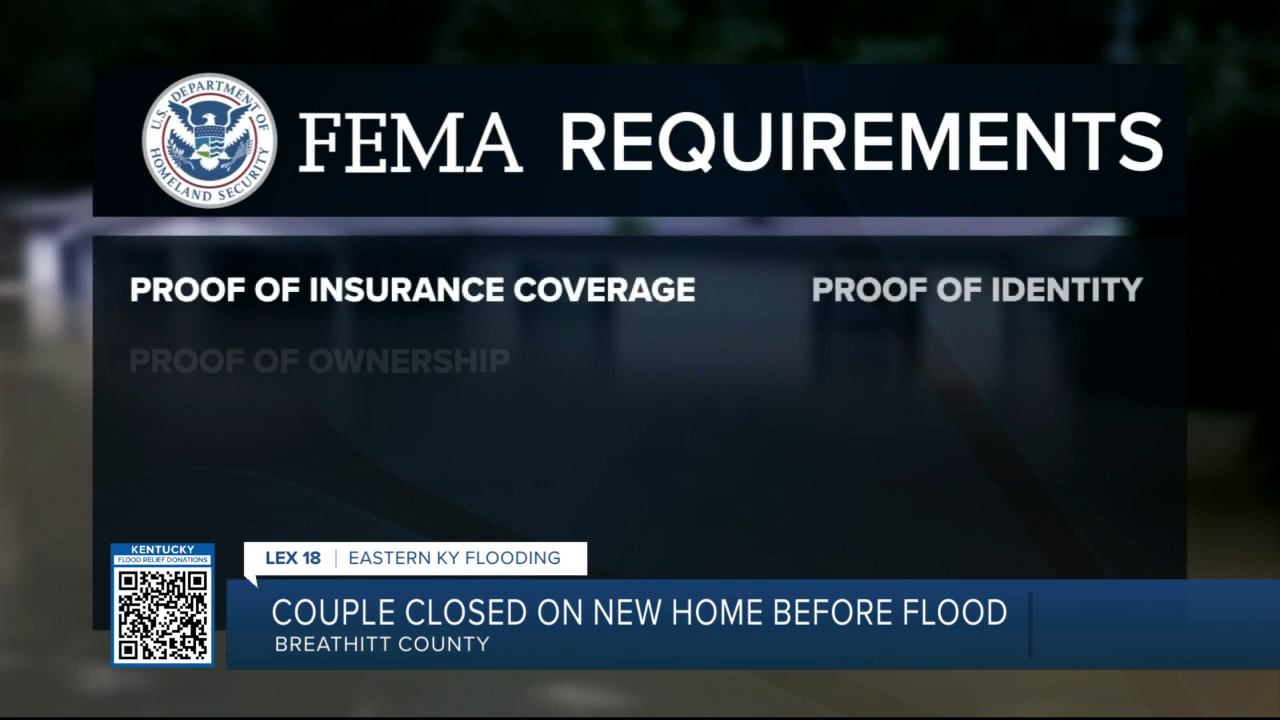 U.S. DEPARTMENT OF
HOMELAND SECURITY
FEMA REQUIREMENTS
PROOF OF INSURANCE COVERAGE
PROOF OF IDENTITY
PROOF OF OWNERSHIP
KENTUCKY
FLOOD RELIEF DONATIONS
LEX 18 | EASTERN KY FLOODING
COUPLE CLOSED ON NEW HOME BEFORE FLOOD
BREATHITT COUNTY